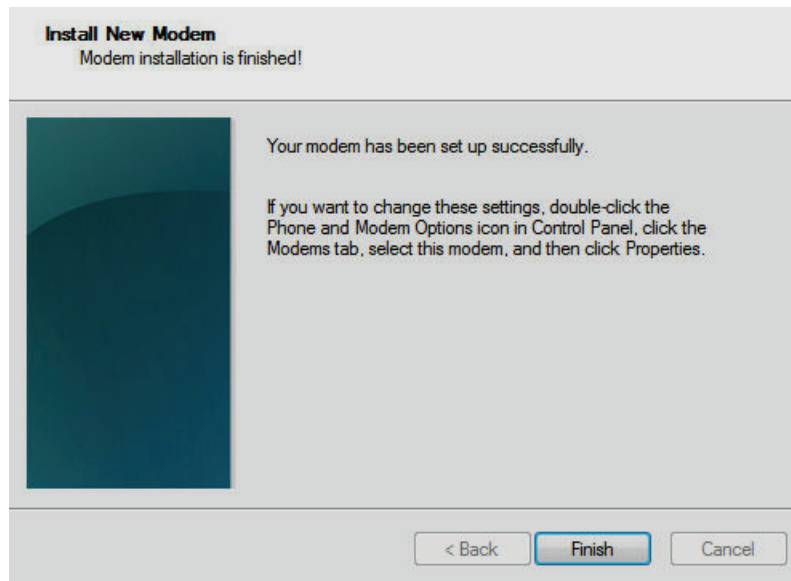 Install New Modem
Modem installation is finished!
Your modem has been set up successfully.
If you want to change these settings, double-click the
Phone and Modem Options icon in Control Panel, click the
Modems tab, select this modem, and then click Properties.
< Back
Finish
Cancel